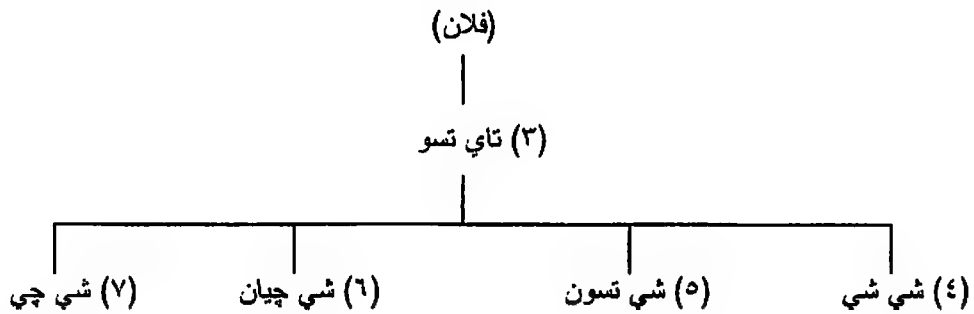 (فلان)
(٣) تاي تسو
(٤) شي شي
(٥) شي تسون
(٦) شي چيان
(٧) شي چي